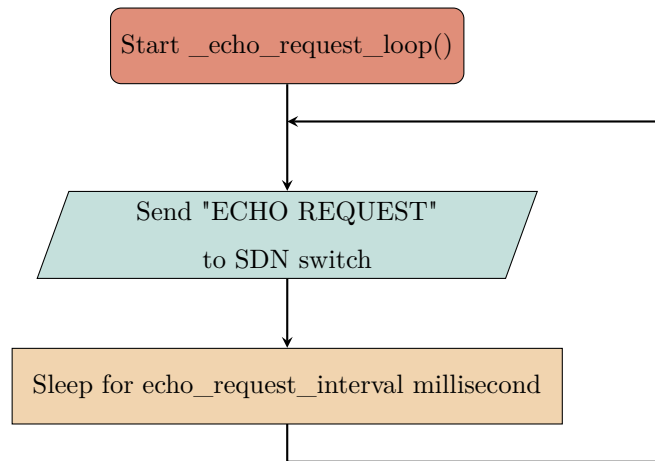 Start _echo_request_loop()
Send "ECHO REQUEST"
to SDN switch
Sleep for echo_request_interval millisecond